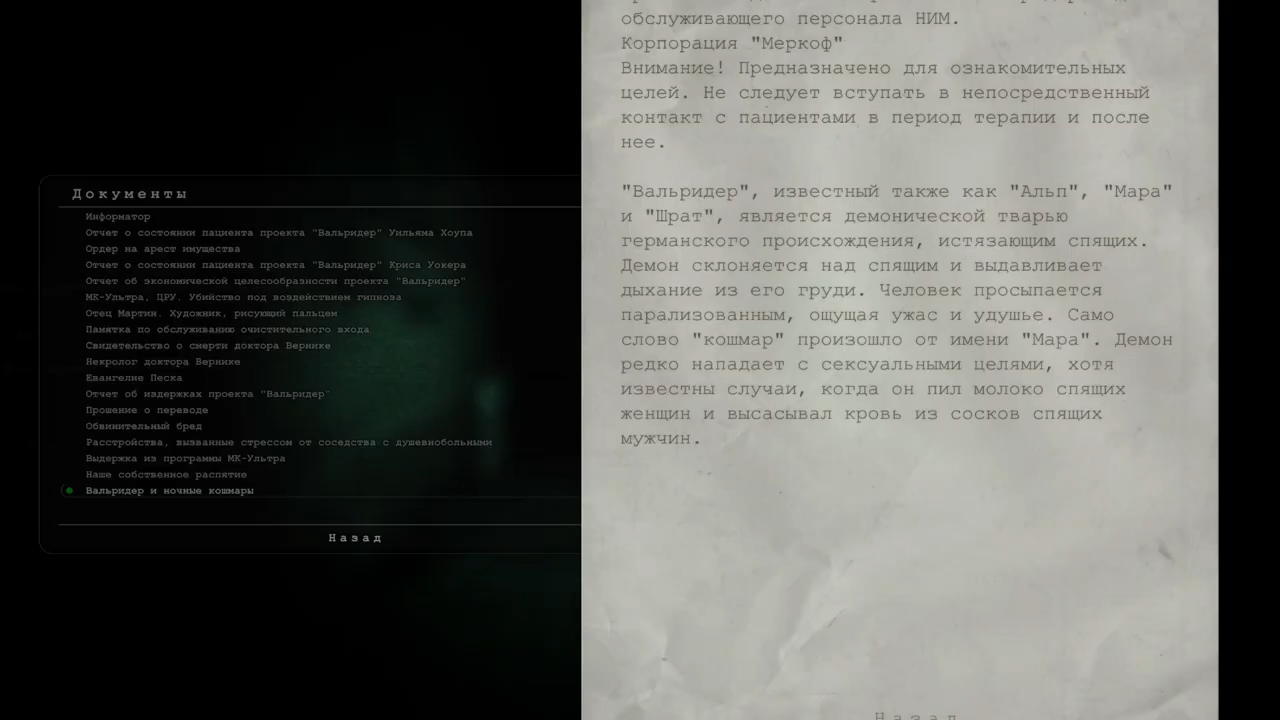 Документы
Информатор
Отчет о состоянии пациента проекта "Вальридер" Уильяма Хоупа
Ордер на арест имущества
Отчет о состоянии пациента проекта "Вальридер" Криса Уокера
Отчет об экономической целесообразности проекта "Вальридер"
МК-Ультра, ЦРУ. Убийство под воздействием гипноза
Отец Мартин. Художник, рисующий пальцем
Памятка по обслуживанию очистительного входа
Свидетельство о смерти доктора Вернике
Некролог доктора Вернике
Евангелие Песка
Отчет об издержках проекта "Вальридер"
Прошение о переводе
Обвинительный бред
Расстройства, вызванные стрессом от соседства с душевнобольными
Выдержка из программы МК-Ультра
Наше собственное распятие
Вальридер и ночные кошмары
Назад
обслуживающего персонала НИМ.
Корпорация "Меркоф"
Внимание! Предназначено для ознакомительных
целей. Не следует вступать в непосредственный
контакт с пациентами в период терапии и после
нее.
"Вальридер", известный также как "Альп", "Мара"
и "Шрат", является демонической тварью
германского происхождения, истязающим спящих.
Демон склоняется над спящим и выдавливает
дыхание из его груди. Человек просыпается
парализованным, ощущая ужас и удушье. Само
слово "кошмар" произошло от имени "Мара". Демон
редко нападает с сексуальными целями, хотя
известны случаи, когда он пил молоко спящих
женщин и высасывал кровь из сосков спящих
мужчин.
Назад